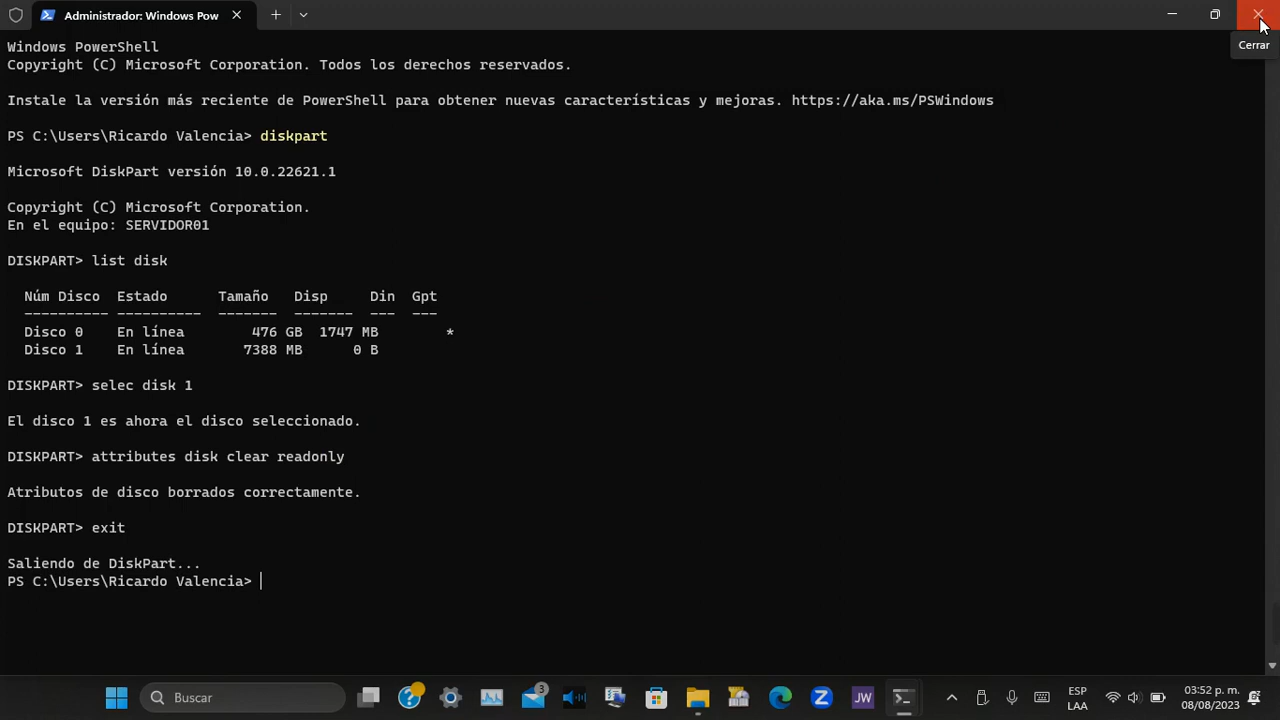 Administrador: Windows Pow
Cerrar
Windows PowerShell
Copyright (C) Microsoft Corporation. Todos los derechos reservados.
Instale la versión más reciente de PowerShell para obtener nuevas características y mejoras. https://aka.ms/PSWindows
PS C:\Users\Ricardo Valencia> diskpart
Microsoft DiskPart versión 10.0.22621.1
Copyright (C) Microsoft Corporation.
En el equipo: SERVIDOR01
DISKPART> list disk
Núm Disco  Estado      Tamaño   Disp     Din  Gpt
---------- ---------- ------- ------- --- ---
Disco 0    En línea        476 GB  1747 MB        *
Disco 1    En línea       7388 MB      0 B
DISKPART> selec disk 1
El disco 1 es ahora el disco seleccionado.
DISKPART> attributes disk clear readonly
Atributos de disco borrados correctamente.
DISKPART> exit
Saliendo de DiskPart...
PS C:\Users\Ricardo Valencia>
Buscar
3
Z
JW
ESP
LAA
03:52 p. m.
08/08/2023